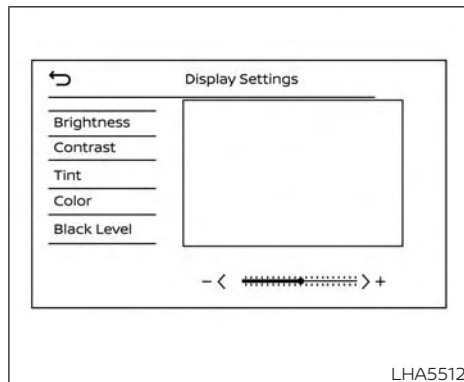 Display Settings
Brightness
Contrast
Tint
Color
Black Level
- < > +
LHA5512